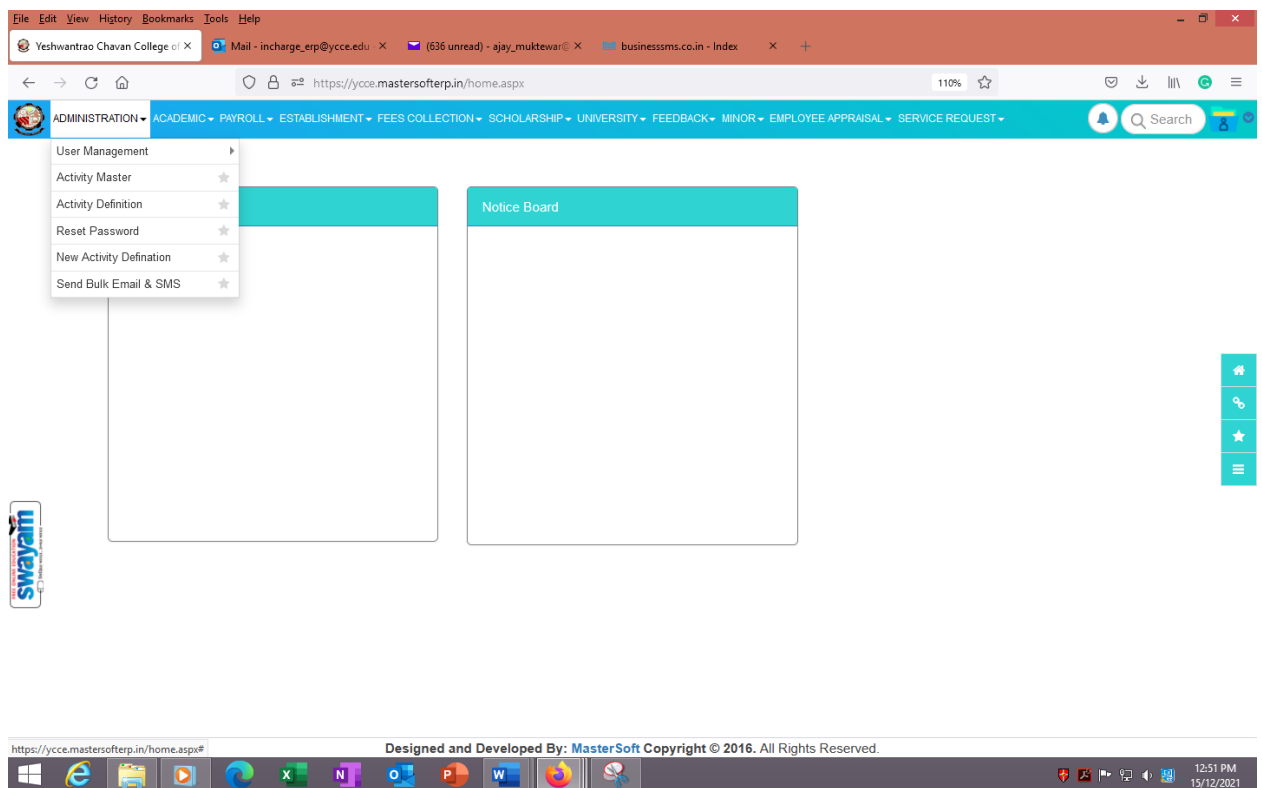 File Edit View History Bookmarks Tools Help
Yeshwantrao Chavan College of
Mail - incharge_erp@ycce.edu
(636 unread) - ajay_muktewar@
businesssms.co.in - Index
https://ycce.mastersofterp.in/home.aspx
110%
ADMINISTRATION ACADEMIC PAYROLL ESTABLISHMENT FEES COLLECTION SCHOLARSHIP UNIVERSITY FEEDBACK MINOR EMPLOYEE APPRAISAL SERVICE REQUEST
Search
User Management
Activity Master
Activity Definition
Reset Password
New Activity Defination
Send Bulk Email & SMS
Notice Board
swayam
FREE ONLINE EDUCATION
https://ycce.mastersofterp.in/home.aspx#
Designed and Developed By: MasterSoft Copyright © 2016. All Rights Reserved.
12:51 PM
15/12/2021